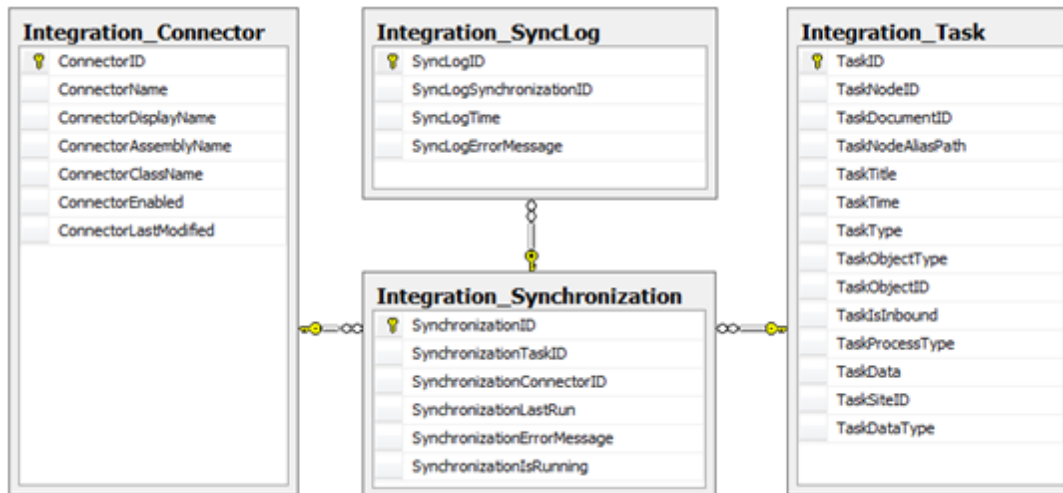 Integration_Connector
ConnectorID
ConnectorName
ConnectorDisplayName
ConnectorAssemblyName
ConnectorClassName
ConnectorEnabled
ConnectorLastModified
Integration_SyncLog
SyncLogID
SyncLogSynchronizationID
SyncLogTime
SyncLogErrorMessage
Integration_Synchronization
SynchronizationID
SynchronizationTaskID
SynchronizationConnectorID
SynchronizationLastRun
SynchronizationErrorMessage
SynchronizationIsRunning
Integration_Task
TaskID
TaskNodeID
TaskDocumentID
TaskNodeAliasPath
TaskTitle
TaskTime
TaskType
TaskObjectType
TaskObjectID
TaskIsInbound
TaskProcessType
TaskData
TaskSiteID
TaskDataType